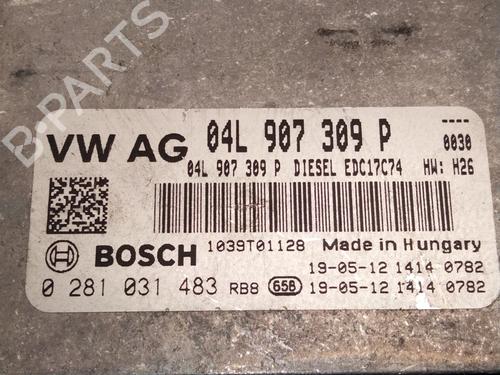 B-PARTS
VW AG 04L 907 309 P ---- 0030
04L 907 309 P DIESEL EDC17C74 HW: H26
BOSCH 1039T01128 Made in Hungary
19-05-12 1414 0782
0 281 031 483 RB8 65B 19-05-12 1414 0782